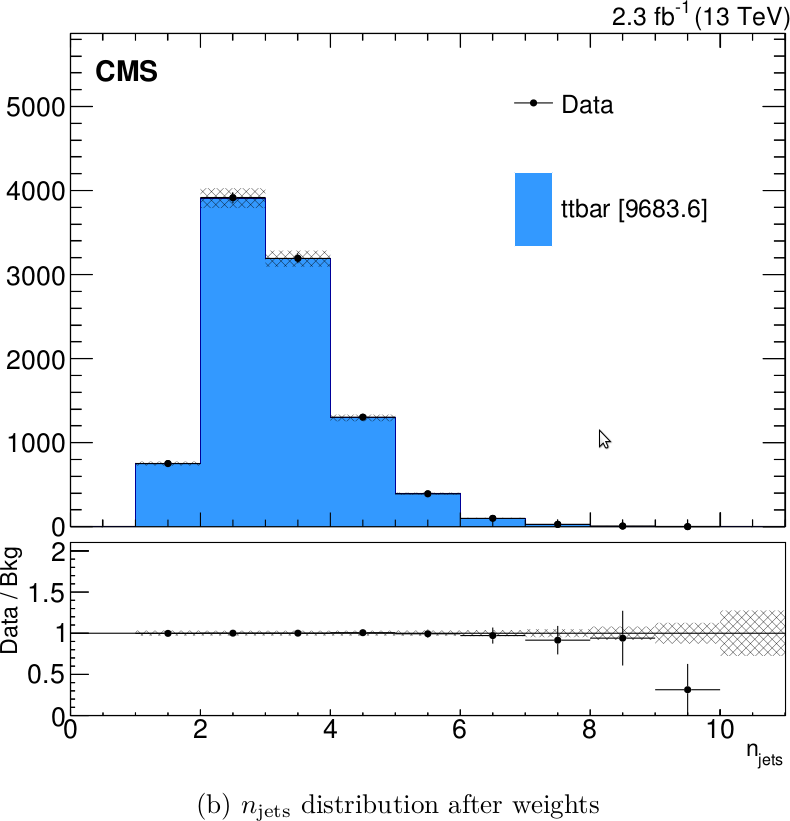 2.3 fb-1 (13 TeV)
CMS
Data
ttbar [9683.6]
5000
4000
3000
2000
1000
0
Data / Bkg
2
1.5
1
0.5
0
0 2 4 6 8 10
njets
(b) njets distribution after weights